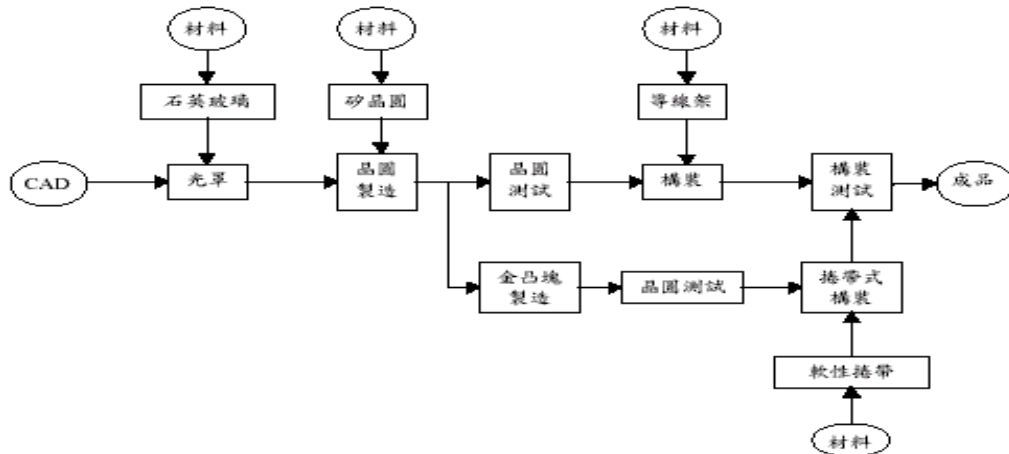 材料
材料
材料
石英玻璃
矽晶圓
導線架
CAD
光罩
晶圓
製造
晶圓
測試
構裝
構裝
測試
成品
金凸塊
製造
晶圓測試
捲帶式
構裝
軟性捲帶
材料